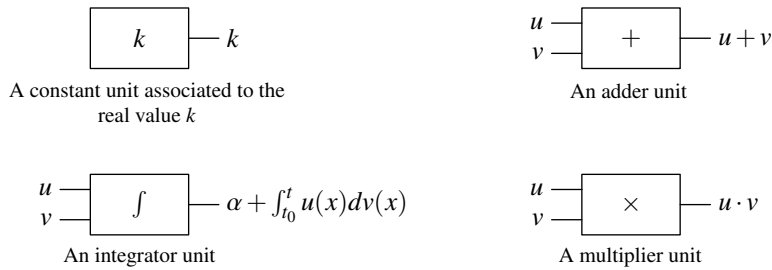 k k
A constant unit associated to the
real value k
u
v + u + v
An adder unit
u
v ∫ α + ∫_{t_0}^{t} u(x)dv(x)
An integrator unit
u
v × u · v
A multiplier unit